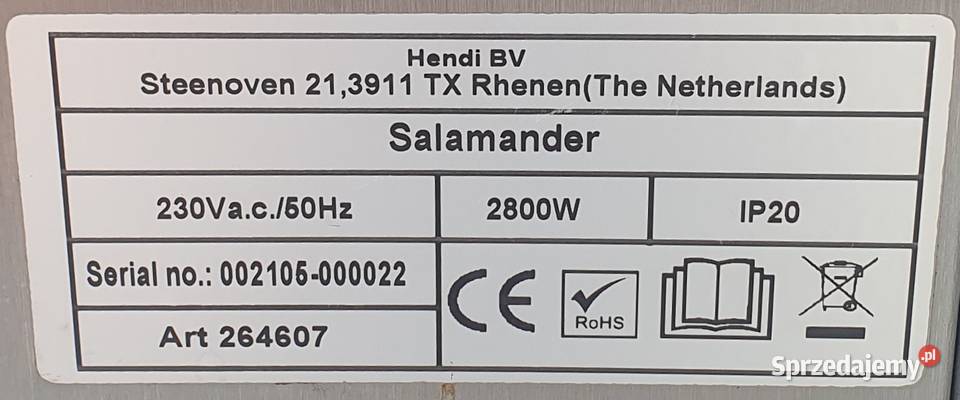 Hendi BV
Steenoven 21,3911 TX Rhenen(The Netherlands)
Salamander
230Va.c./50Hz
2800W
IP20
Serial no.: 002105-000022
Art 264607
CE
RoHS
Sprzedajemy.pl